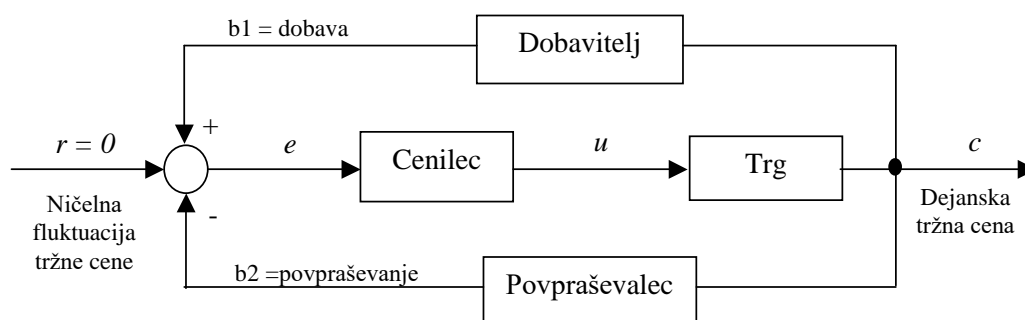 b1 = dobava
Dobavitelj
+
r = 0
e
Cenilec
u
Trg
c
Ničelna
fluktuacija
tržne cene
-
Dejanska
tržna cena
b2 =povpraševanje
Povpraševalec